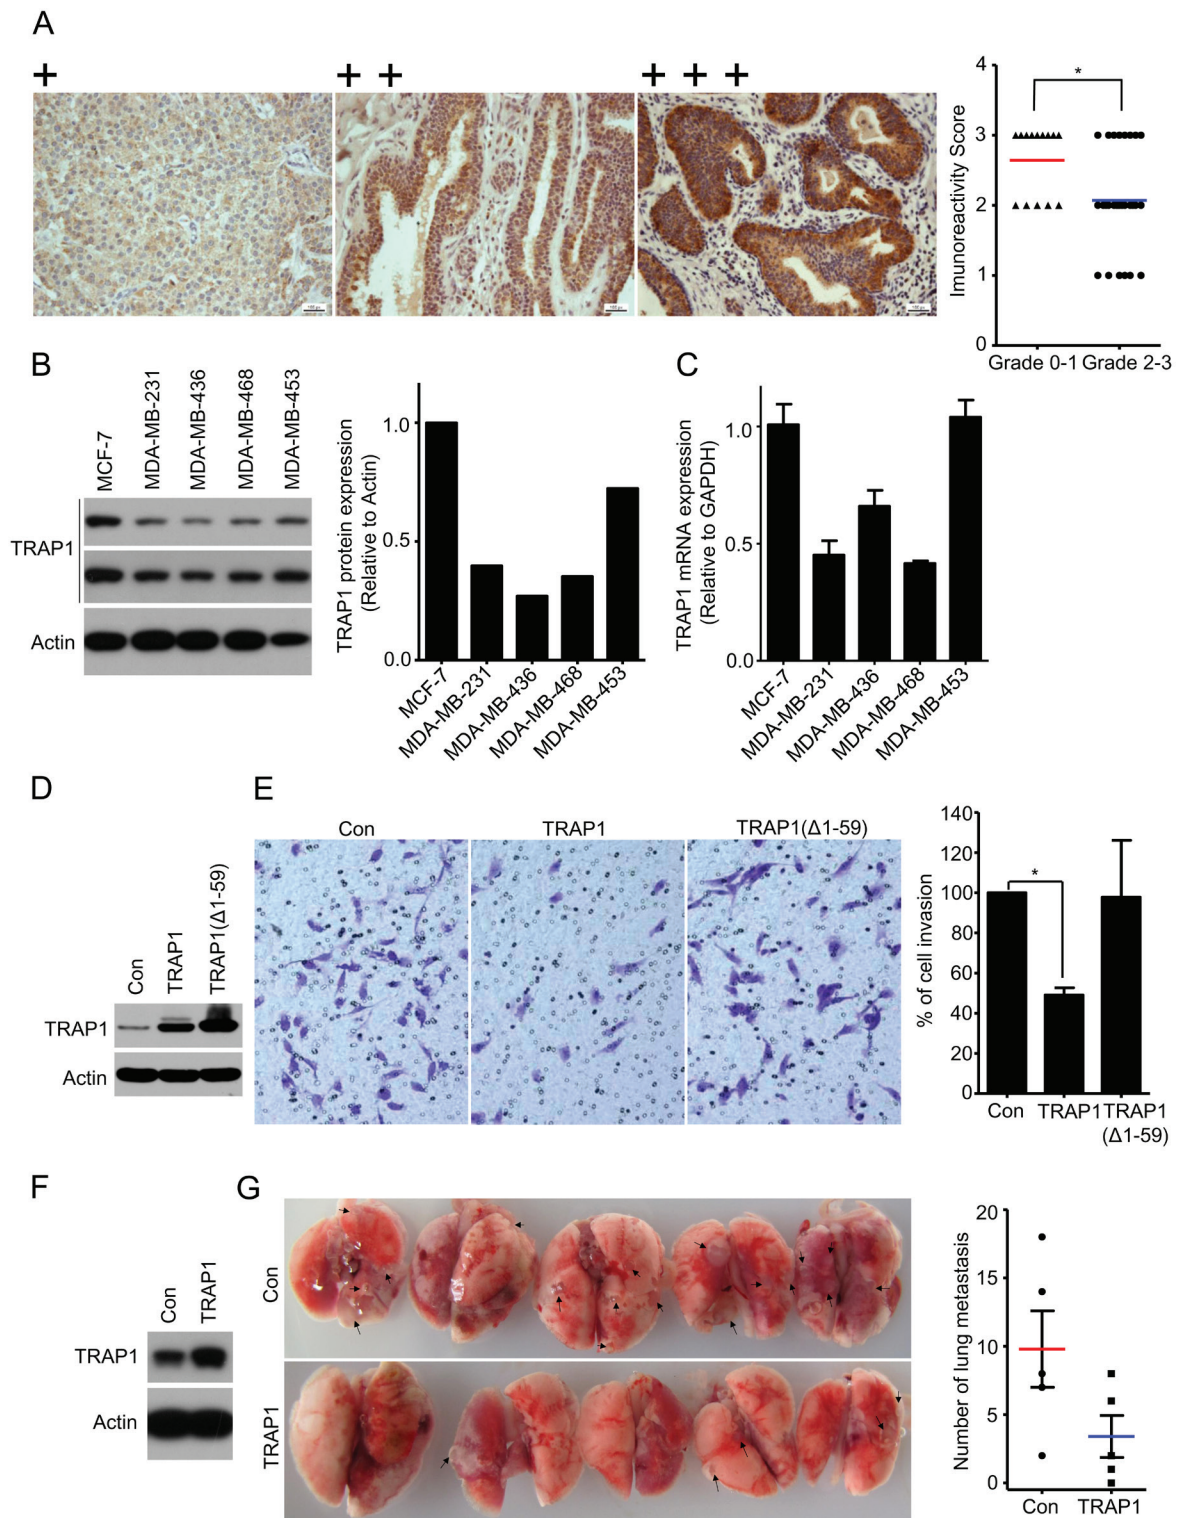 A
+
+ +
+ + +
Imunoreactivity Score
4
3
2
1
0
*
Grade 0-1 Grade 2-3
B
MCF-7
MDA-MB-231
MDA-MB-436
MDA-MB-468
MDA-MB-453
TRAP1
Actin
TRAP1 protein expression
(Relative to Actin)
1.0
0.5
0.0
MCF-7
MDA-MB-231
MDA-MB-436
MDA-MB-468
MDA-MB-453
C
TRAP1 mRNA expression
(Relative to GAPDH)
1.0
0.5
0.0
MCF-7
MDA-MB-231
MDA-MB-436
MDA-MB-468
MDA-MB-453
D
Con
TRAP1
TRAP1(Δ1-59)
TRAP1
Actin
E
Con
TRAP1
TRAP1(Δ1-59)
% of cell invasion
140
120
100
80
60
40
20
0
*
Con TRAP1 TRAP1
(Δ1-59)
F
Con
TRAP1
TRAP1
Actin
G
Con
TRAP1
Number of lung metastasis
20
15
10
5
0
Con TRAP1